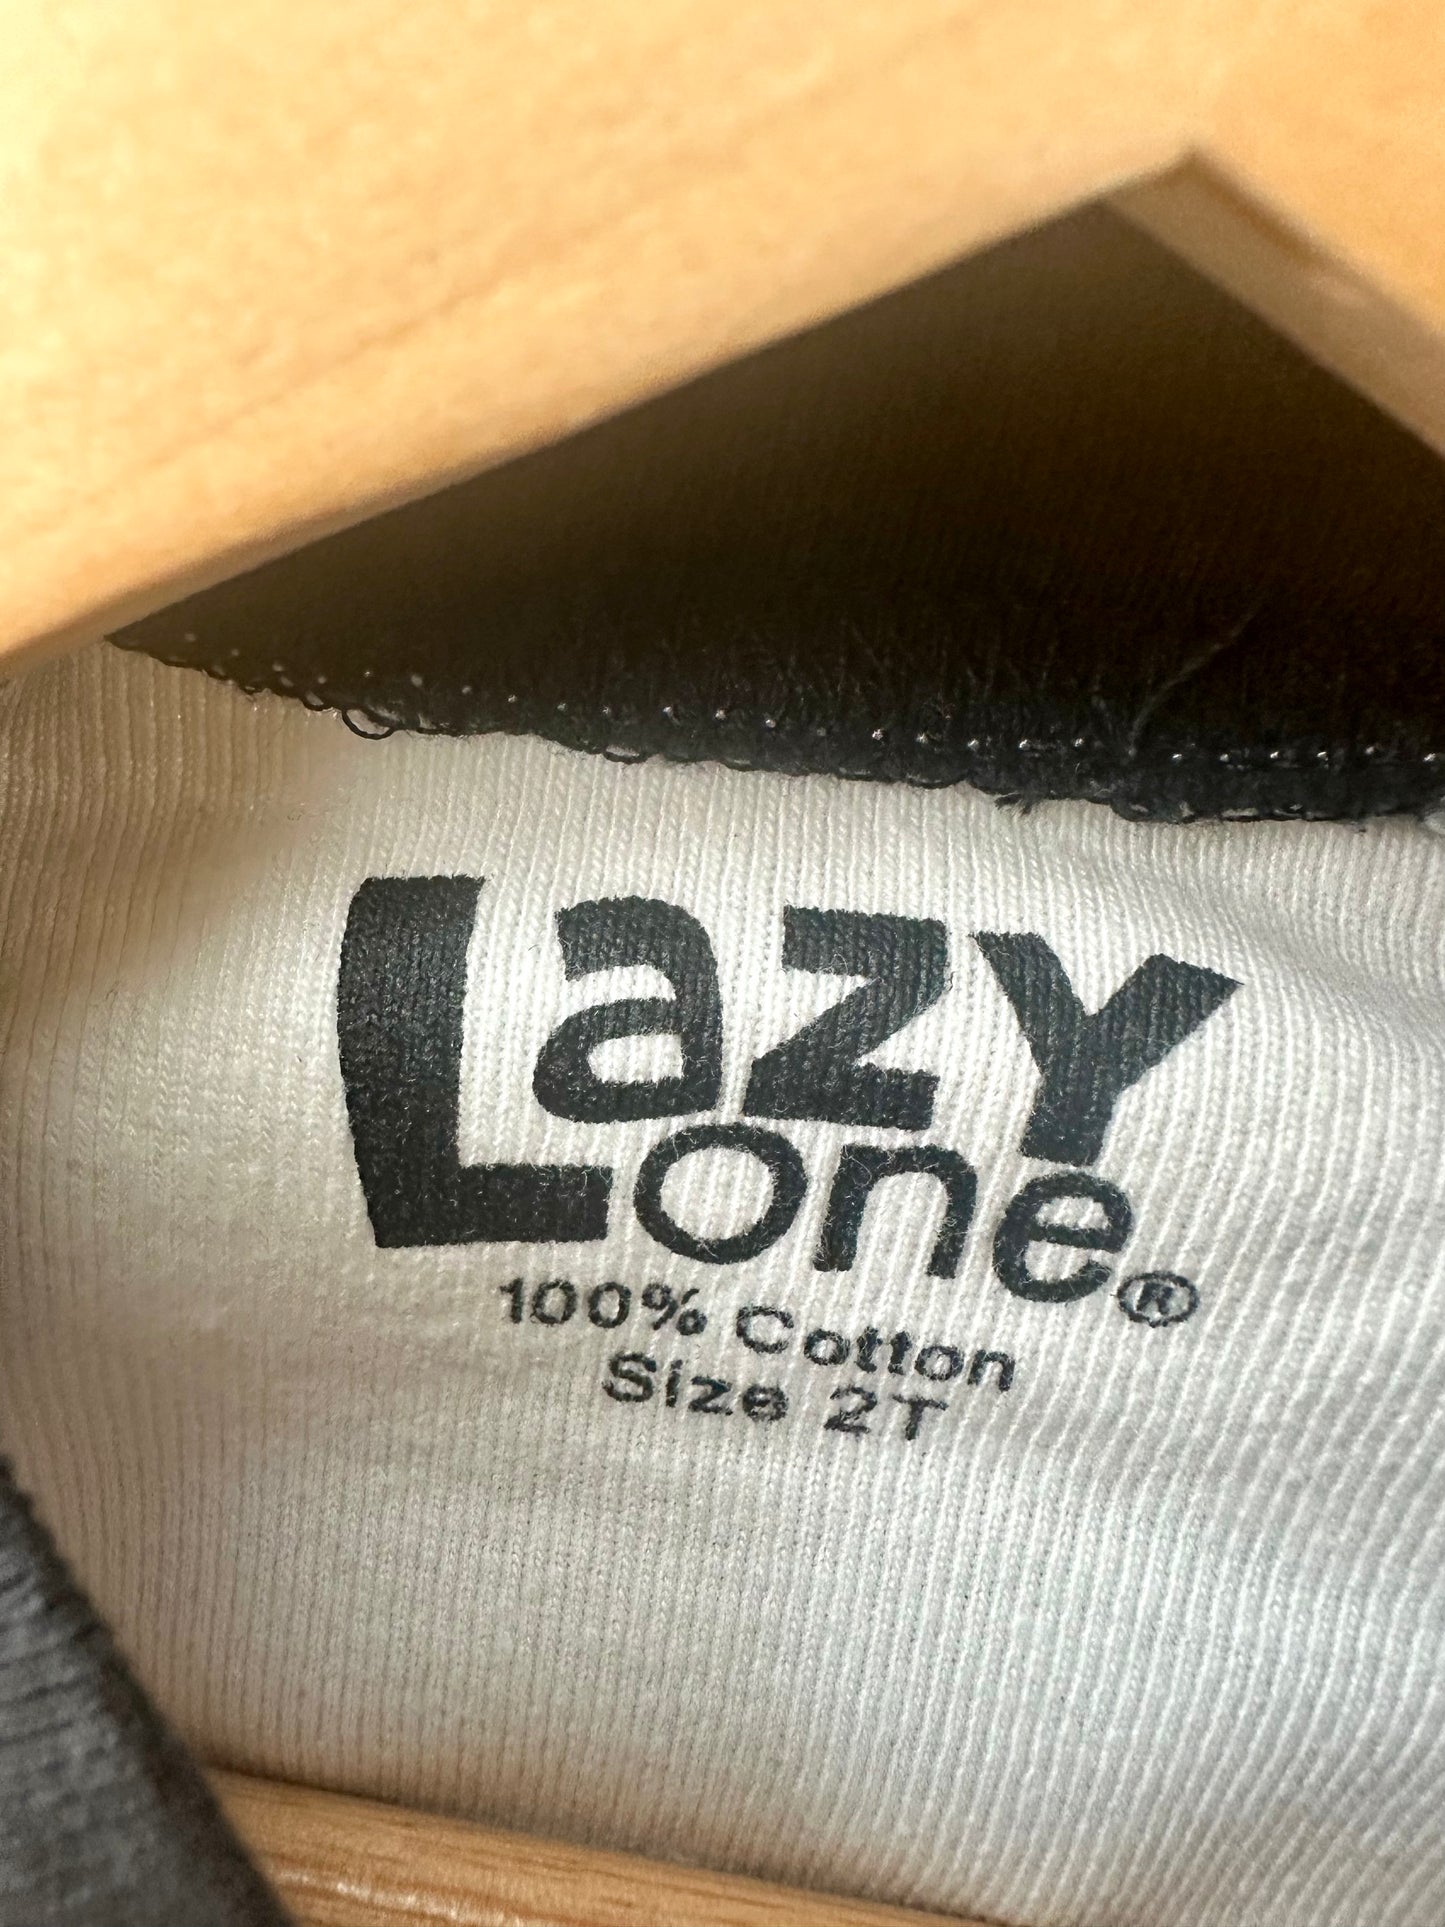 Lazy
One®
100% Cotton
Size 2T